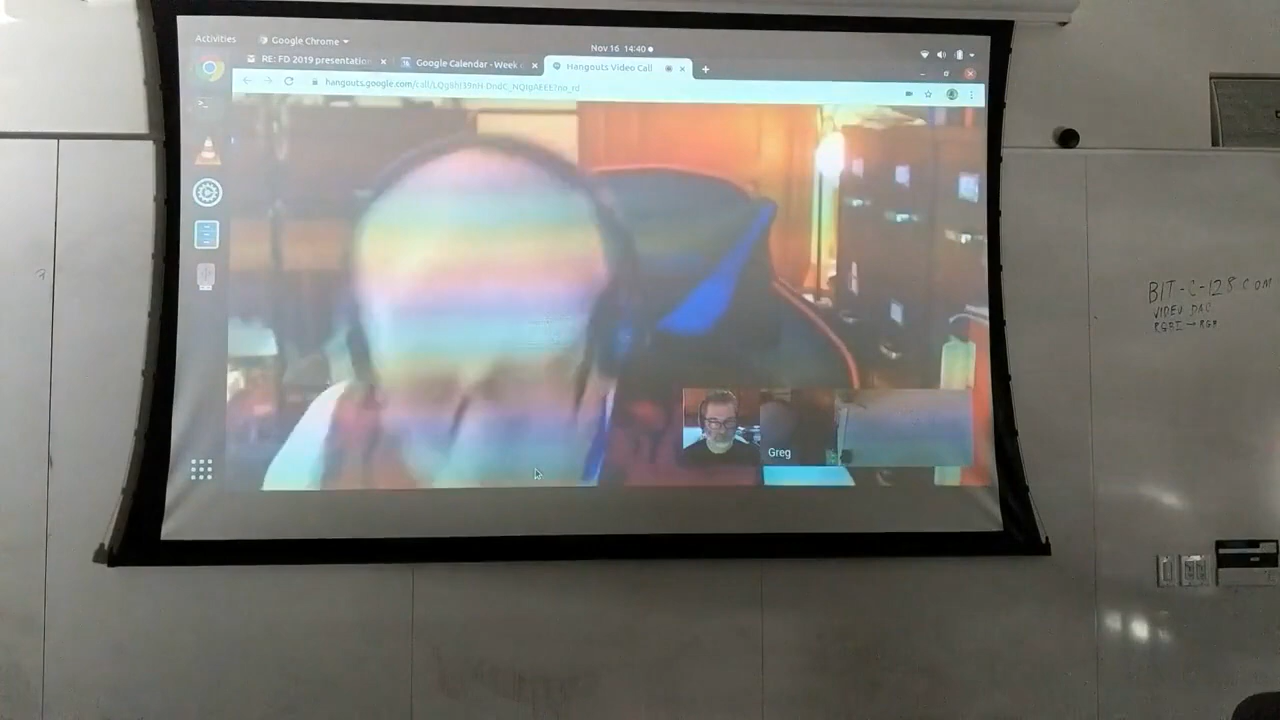 Activities
Google Chrome
Nov 16 14:40
RE: FD 2019 presentation
Google Calendar - Week
Hangouts Video Call
Greg
BIT-C-128.COM
VIDEO DAC
RGBI → RGB